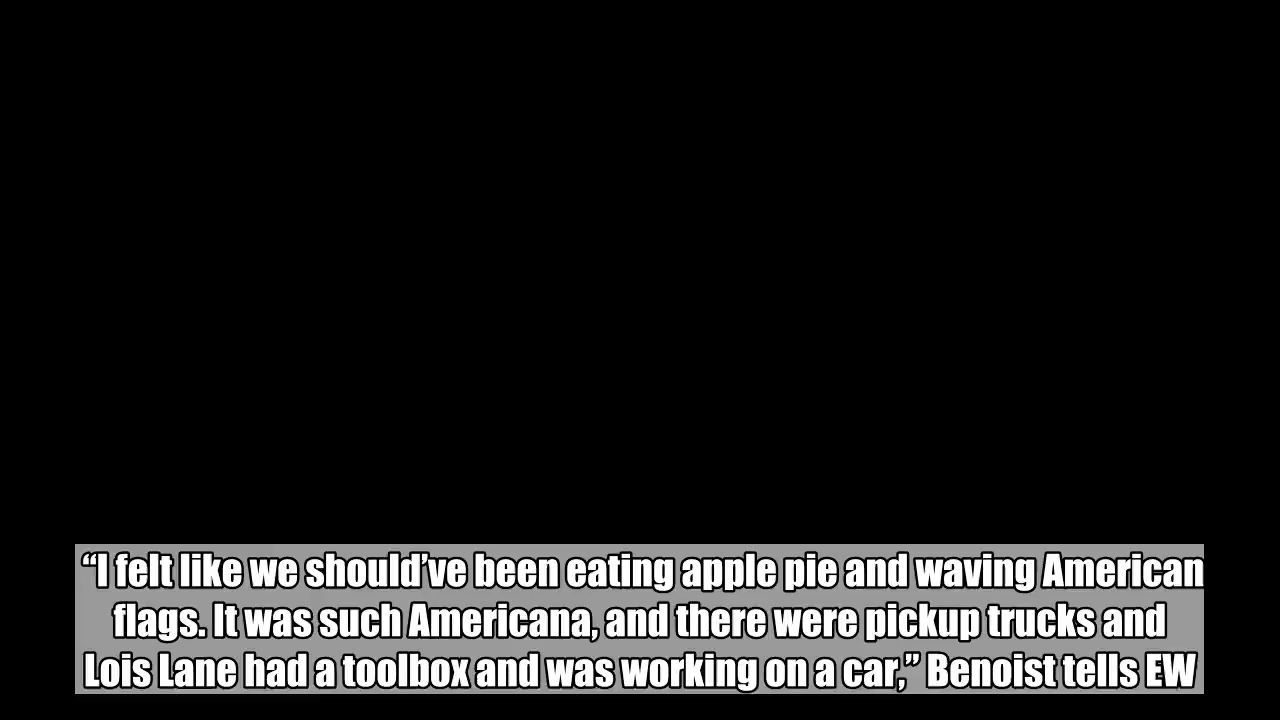 “I felt like we should’ve been eating apple pie and waving American
flags. It was such Americana, and there were pickup trucks and
Lois Lane had a toolbox and was working on a car,” Benoist tells EW